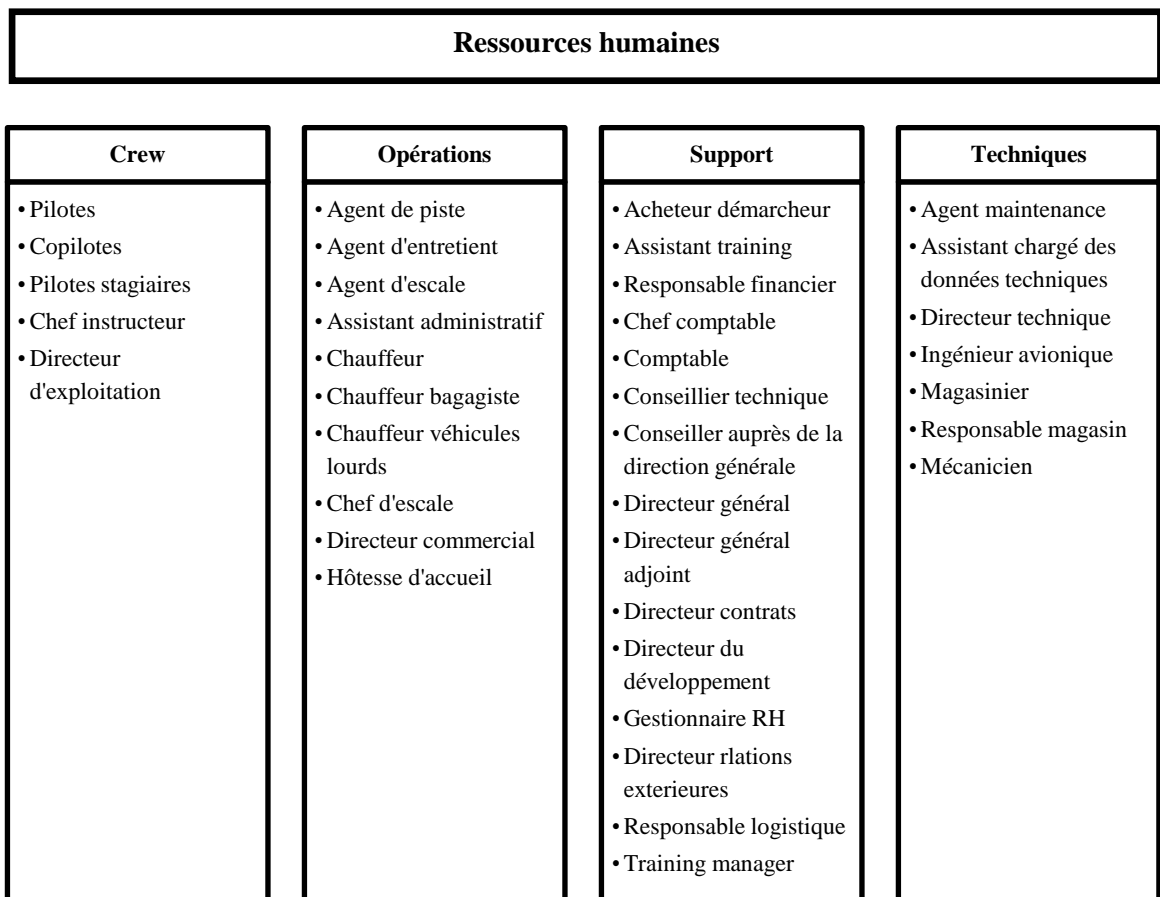 Ressources humaines
Crew
• Pilotes
• Copilotes
• Pilotes stagiaires
• Chef instructeur
• Directeur
d'exploitation
Opérations
• Agent de piste
• Agent d'entretient
• Agent d'escale
• Assistant administratif
• Chauffeur
• Chauffeur bagagiste
• Chauffeur véhicules
lourds
• Chef d'escale
• Directeur commercial
• Hôtesse d'accueil
Support
• Acheteur démarcheur
• Assistant training
• Responsable financier
• Chef comptable
• Comptable
• Conseillier technique
• Conseiller auprès de la
direction générale
• Directeur général
• Directeur général
adjoint
• Directeur contrats
• Directeur du
développement
• Gestionnaire RH
• Directeur rlations
exterieures
• Responsable logistique
• Training manager
Techniques
• Agent maintenance
• Assistant chargé des
données techniques
• Directeur technique
• Ingénieur avionique
• Magasinier
• Responsable magasin
• Mécanicien